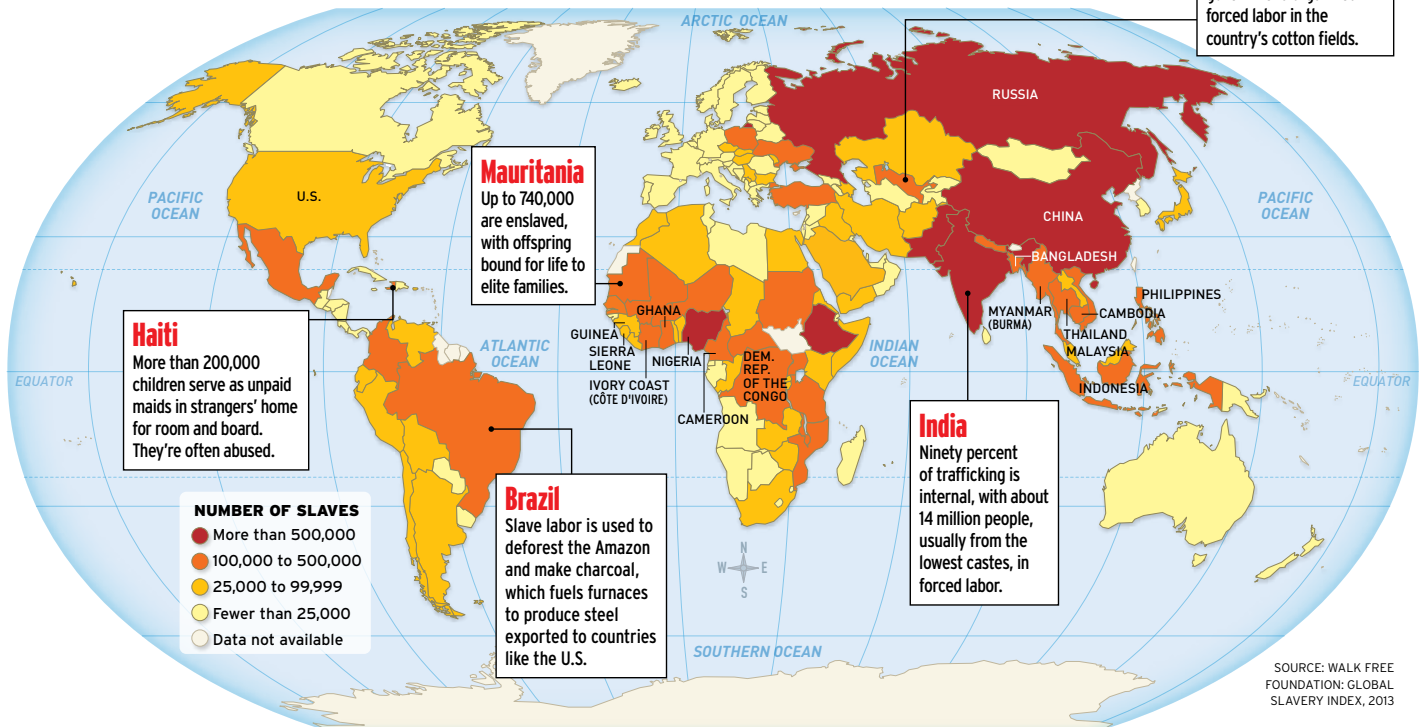 forced labor in the
country's cotton fields.
ARCTIC OCEAN
RUSSIA
Mauritania
Up to 740,000
are enslaved,
with offspring
bound for life to
elite families.
PACIFIC
OCEAN
U.S.
PACIFIC
OCEAN
CHINA
BANGLADESH
Haiti
More than 200,000
children serve as unpaid
maids in strangers' home
for room and board.
They're often abused.
ATLANTIC
OCEAN
GHANA
GUINEA
SIERRA
LEONE
NIGERIA
IVORY COAST
(CÔTE D'IVOIRE)
CAMEROON
DEM.
REP.
OF THE
CONGO
INDIAN
OCEAN
MYANMAR
(BURMA)
PHILIPPINES
CAMBODIA
THAILAND
MALAYSIA
INDONESIA
EQUATOR
EQUATOR
India
Ninety percent
of trafficking is
internal, with about
14 million people,
usually from the
lowest castes, in
forced labor.
Brazil
Slave labor is used to
deforest the Amazon
and make charcoal,
which fuels furnaces
to produce steel
exported to countries
like the U.S.
NUMBER OF SLAVES
More than 500,000
100,000 to 500,000
25,000 to 99,999
Fewer than 25,000
Data not available
N
W E
S
SOUTHERN OCEAN
SOURCE: WALK FREE
FOUNDATION: GLOBAL
SLAVERY INDEX, 2013